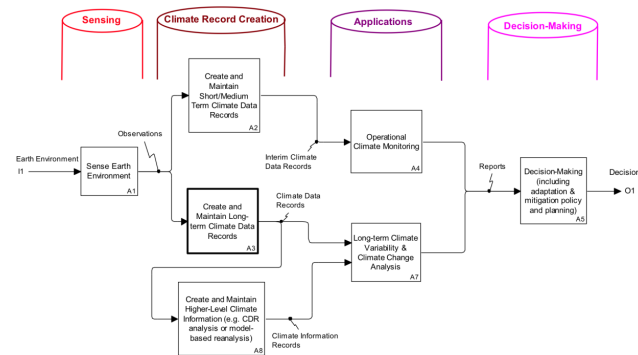 Sensing
Climate Record Creation
Applications
Decision-Making
Create and
Maintain
Short/Medium
Term Climate Data
Records
A2
Observations
Earth Environment
I1
Sense Earth
Environment
A1
Interim Climate
Data Records
Operational
Climate Monitoring
A4
Reports
Decision-Making
(including
adaptation &
mitigation policy
and planning)
A5
Decision
O1
Create and
Maintain Long-
term Climate Data
Records
A3
Climate Data
Records
Long-term Climate
Variability &
Climate Change
Analysis
A7
Create and Maintain
Higher-Level Climate
Information (e.g. CDR
analysis or model-
based reanalysis)
A8
Climate Information
Records